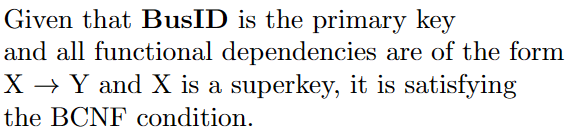 Given that BusID is the primary key
and all functional dependencies are of the form
X → Y and X is a superkey, it is satisfying
the BCNF condition.